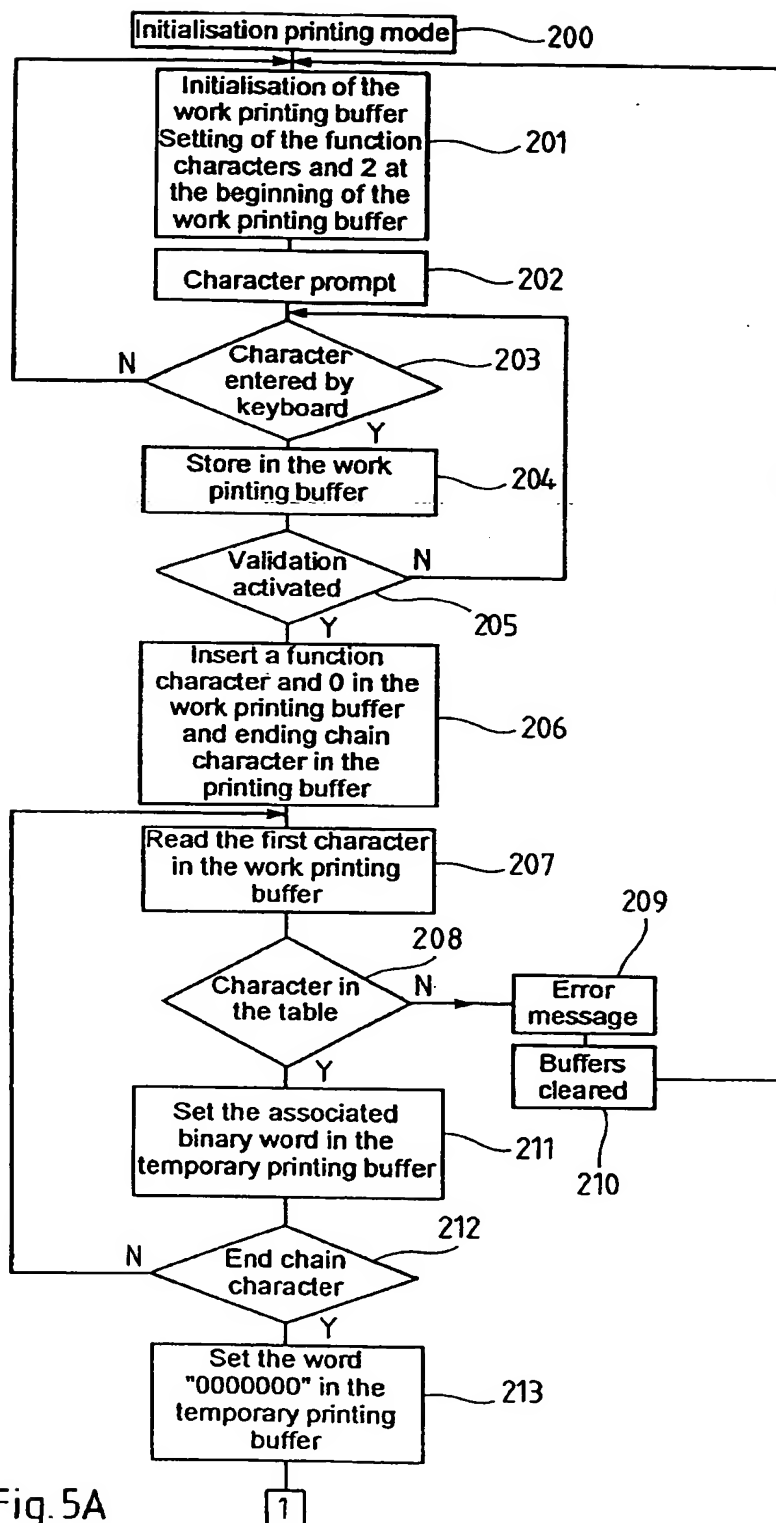 Initialisation printing mode
200
Initialisation of the
work printing buffer
Setting of the function
characters and 2 at
the beginning of the
work printing buffer
201
Character prompt
202
Character
entered by
keyboard
203
N
Y
Store in the work
pinting buffer
204
Validation
activated
N
205
Y
Insert a function
character and 0 in the
work printing buffer
and ending chain
character in the
printing buffer
206
Read the first character
in the work printing
buffer
207
208
Character in
the table
N
Y
209
Error
message
Buffers
cleared
210
Set the associated
binary word in the
temporary printing buffer
211
212
N
End chain
character
Y
Set the word
"0000000" in the
temporary printing
buffer
213
Fig.5A
1